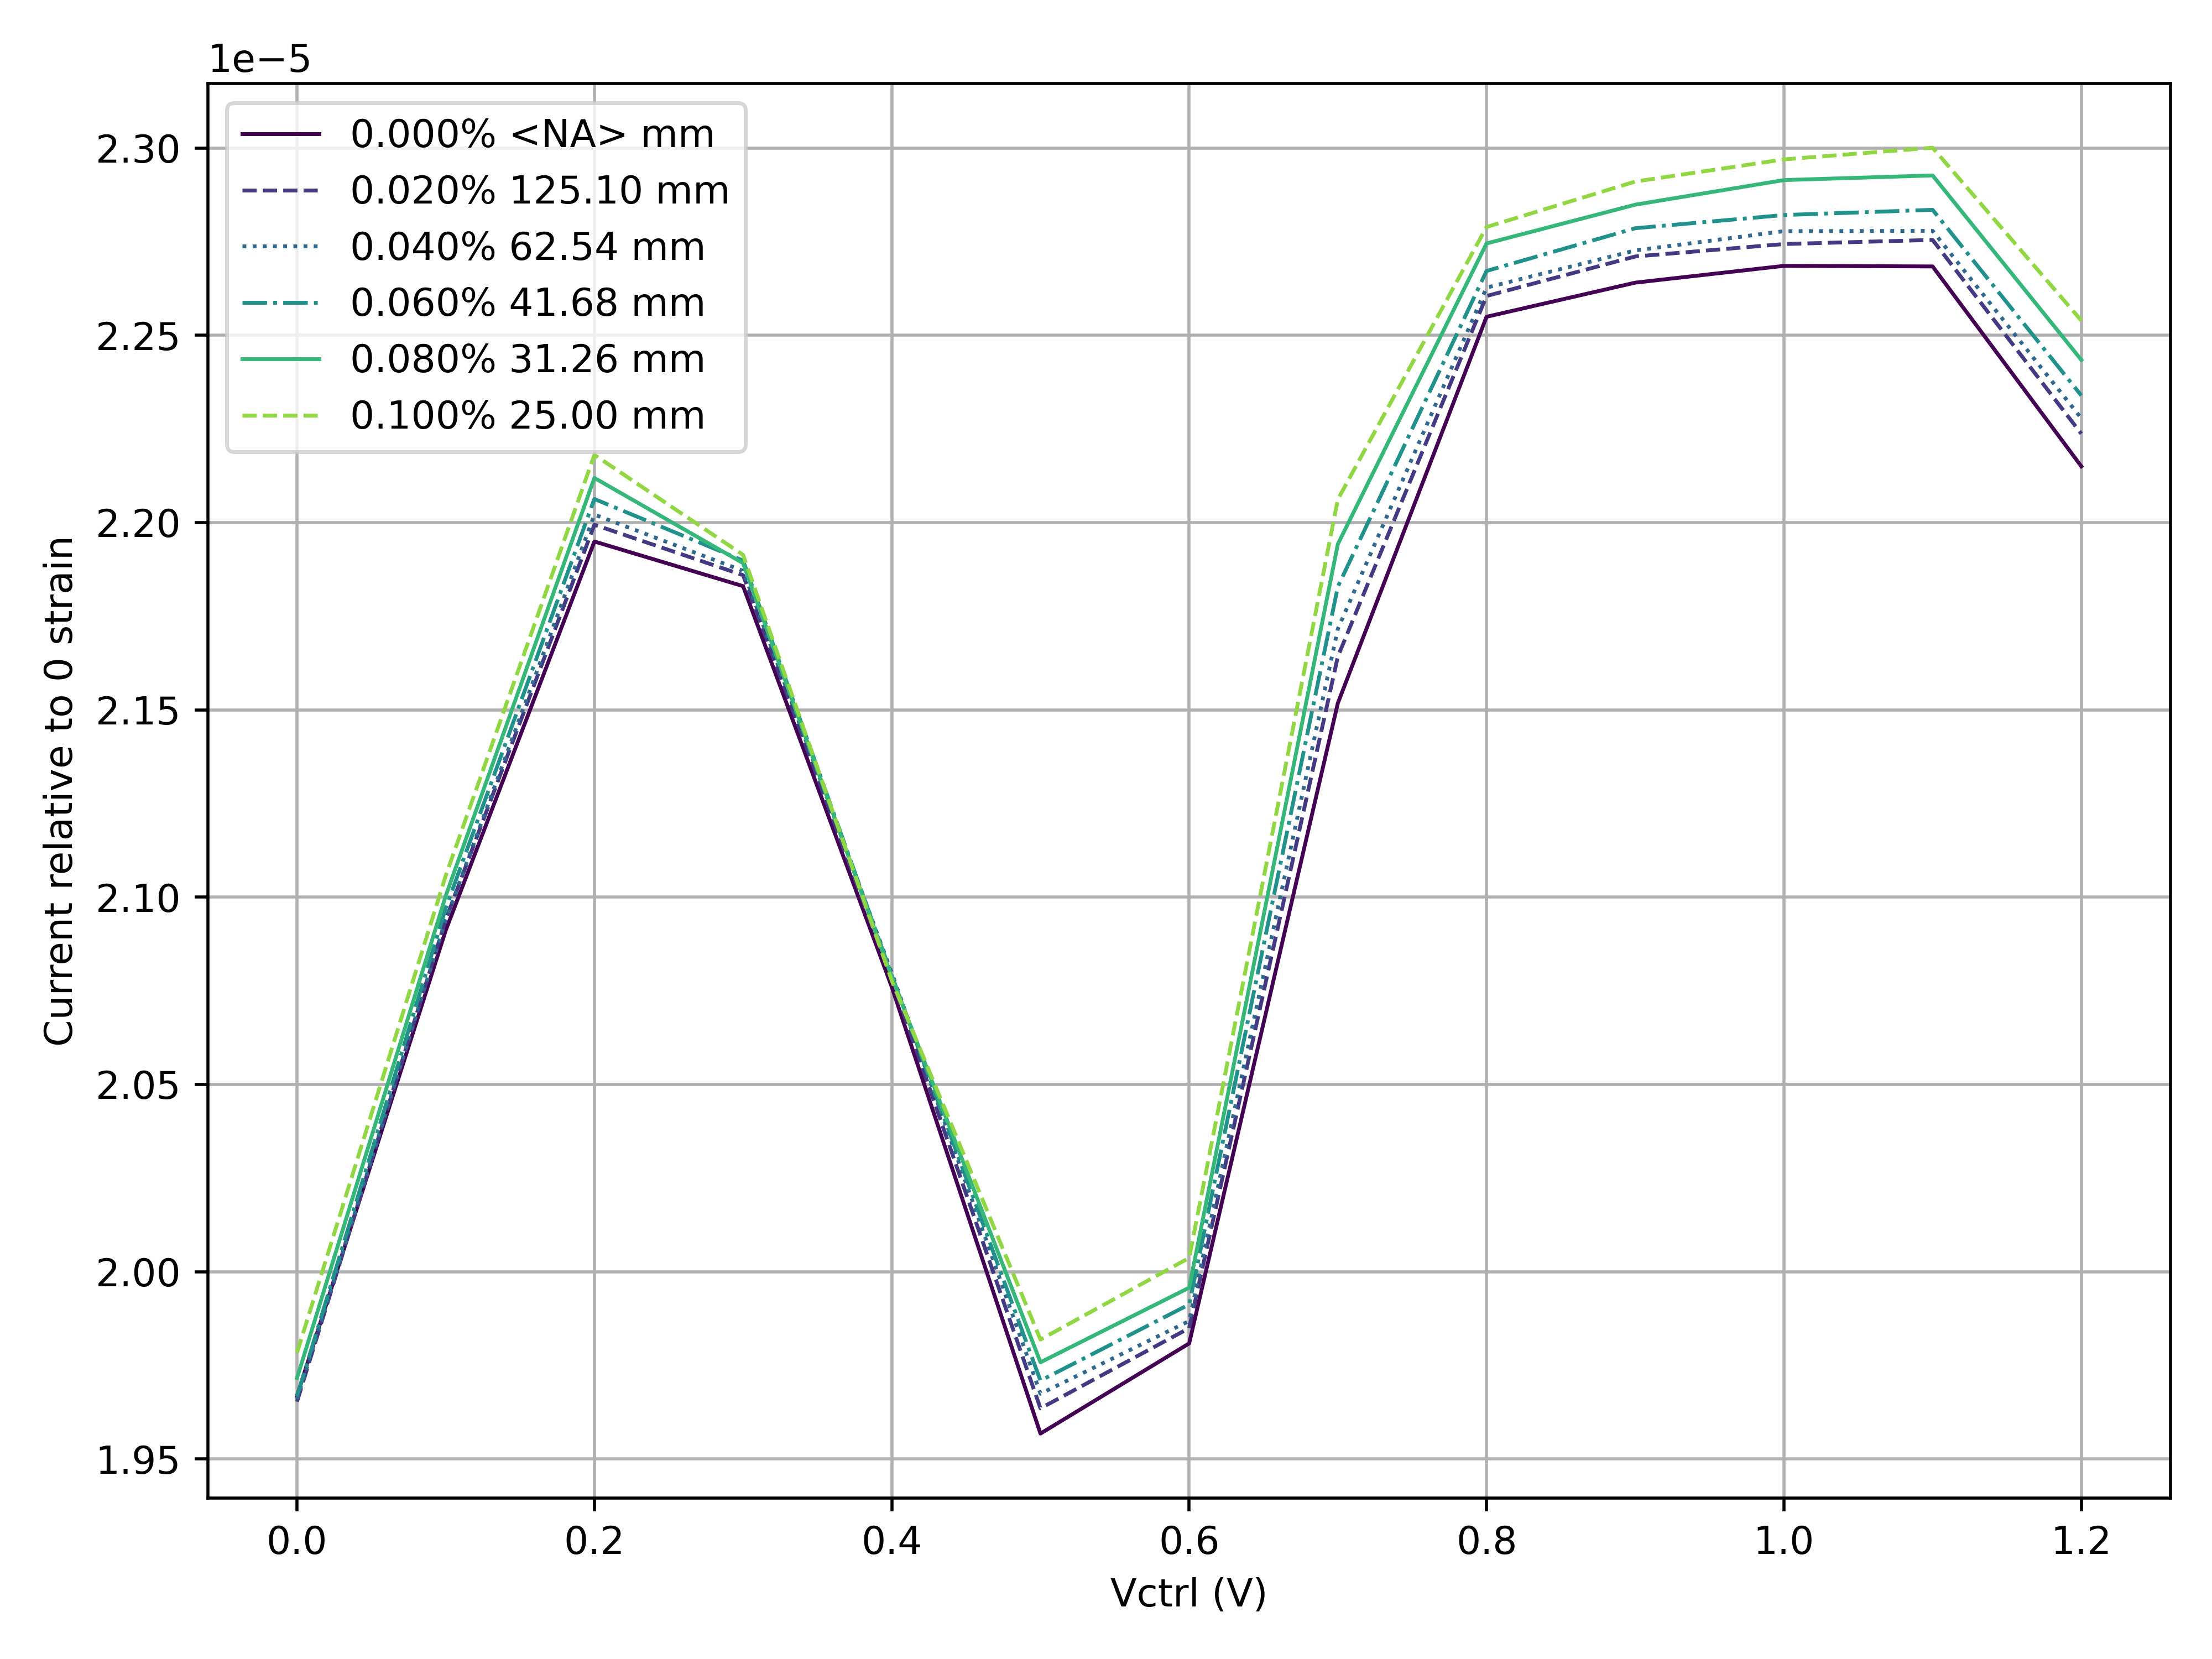 1e−5
2.30
2.25
2.20
2.15
2.10
2.05
2.00
1.95
Current relative to 0 strain
0.000% <NA> mm
0.020% 125.10 mm
0.040% 62.54 mm
0.060% 41.68 mm
0.080% 31.26 mm
0.100% 25.00 mm
0.0 0.2 0.4 0.6 0.8 1.0 1.2
Vctrl (V)